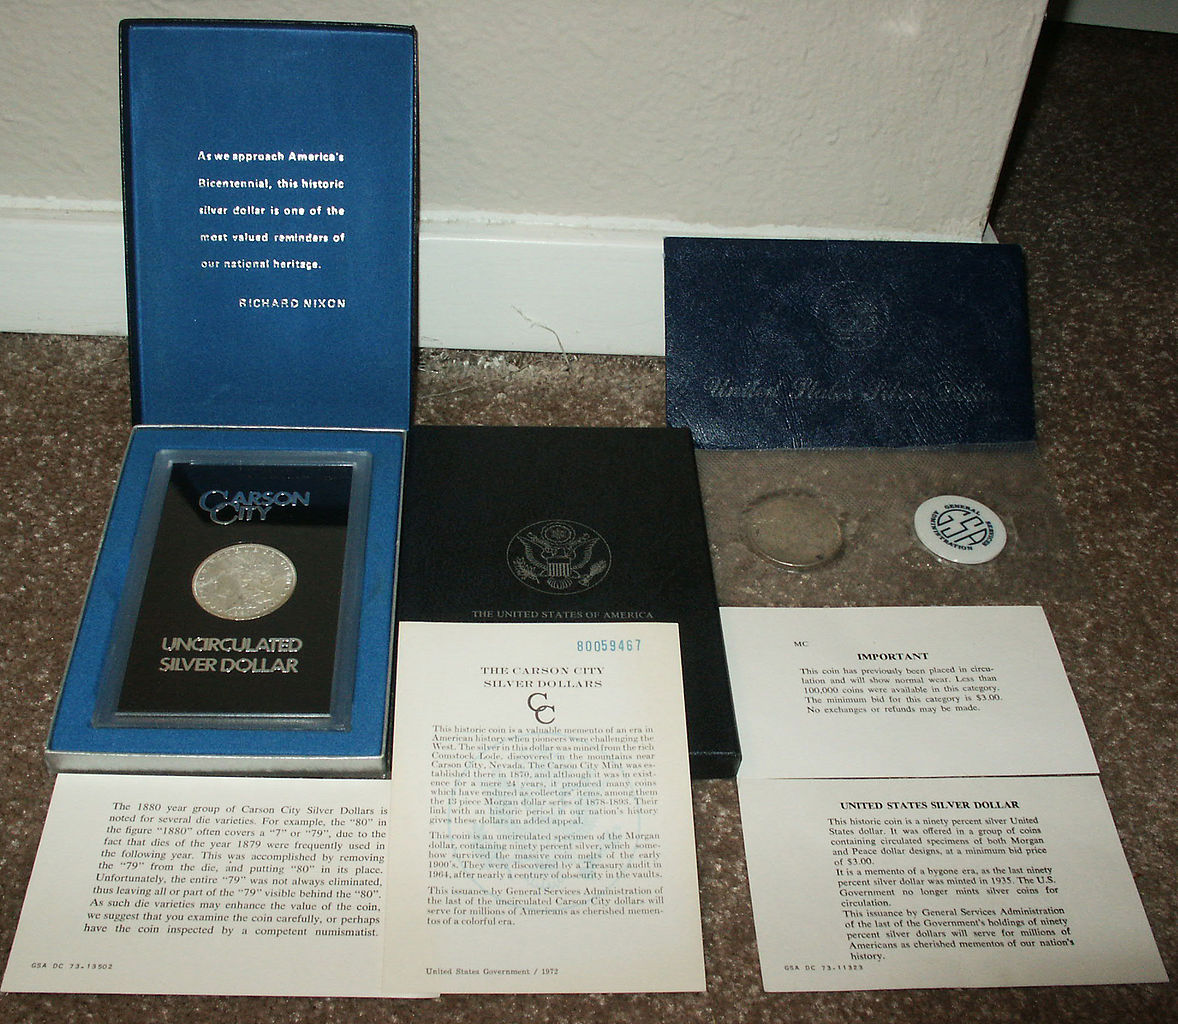 As we approach America's
Bicentennial, this historic
silver dollar is one of the
most valued reminders of
our national heritage.
RICHARD NIXON
CARSON
CITY
UNCIRCULATED
SILVER DOLLAR
THE UNITED STATES OF AMERICA
United States Silver Dollar
GENERAL SERVICES
ADMINISTRATION
GSA
The 1880 year group of Carson City Silver Dollars is
noted for several die varieties. For example, the "80" in
the figure "1880" often covers a "7" or "79", due to the
fact that dies of the year 1879 were frequently used in
the following year. This was accomplished by removing
the "79" from the die, and putting "80" in its place.
Unfortunately, the entire "79" was not always eliminated,
thus leaving all or part of the "79" visible behind the "80".
As such die varieties may enhance the value of the coin,
we suggest that you examine the coin carefully, or perhaps
have the coin inspected by a competent numismatist.
GSA DC 73-13502
80059467
THE CARSON CITY
SILVER DOLLARS
CC
This historic coin is a valuable memento of an era in
American history when pioneers were challenging the
West. The silver in this dollar was mined from the rich
Comstock Lode, discovered in the mountains near
Carson City, Nevada. The Carson City Mint was es-
tablished there in 1870, and although it was in exist-
ence for a mere 24 years, it produced many coins
which have endured as collectors' items, among them
the 13 piece Morgan dollar series of 1878-1893. Their
link with an historic period in our nation's history
gives these dollars an added appeal.
This coin is an uncirculated specimen of the Morgan
dollar, containing ninety percent silver, which some-
how survived the massive coin melts of the early
1900's. They were discovered by a Treasury audit in
1964, after nearly a century of obscurity in the vaults.
This issuance by General Services Administration of
the last of the uncirculated Carson City dollars will
serve for millions of Americans as cherished memen-
tos of a colorful era.
United States Government / 1972
MC
IMPORTANT
This coin has previously been placed in circu-
lation and will show normal wear. Less than
100,000 coins were available in this category.
The minimum bid for this category is $3.00.
No exchanges or refunds may be made.
UNITED STATES SILVER DOLLAR
This historic coin is a ninety percent silver United
States dollar. It was offered in a group of coins
containing circulated specimens of both Morgan
and Peace dollar designs, at a minimum bid price
of $3.00.
It is a memento of a bygone era, as the last ninety
percent silver dollar was minted in 1935. The U.S.
Government no longer mints silver coins for
circulation.
This issuance by General Services Administration
of the last of the Government's holdings of ninety
percent silver dollars will serve for millions of
Americans as cherished mementos of our nation's
history.
GSA DC 73-11323